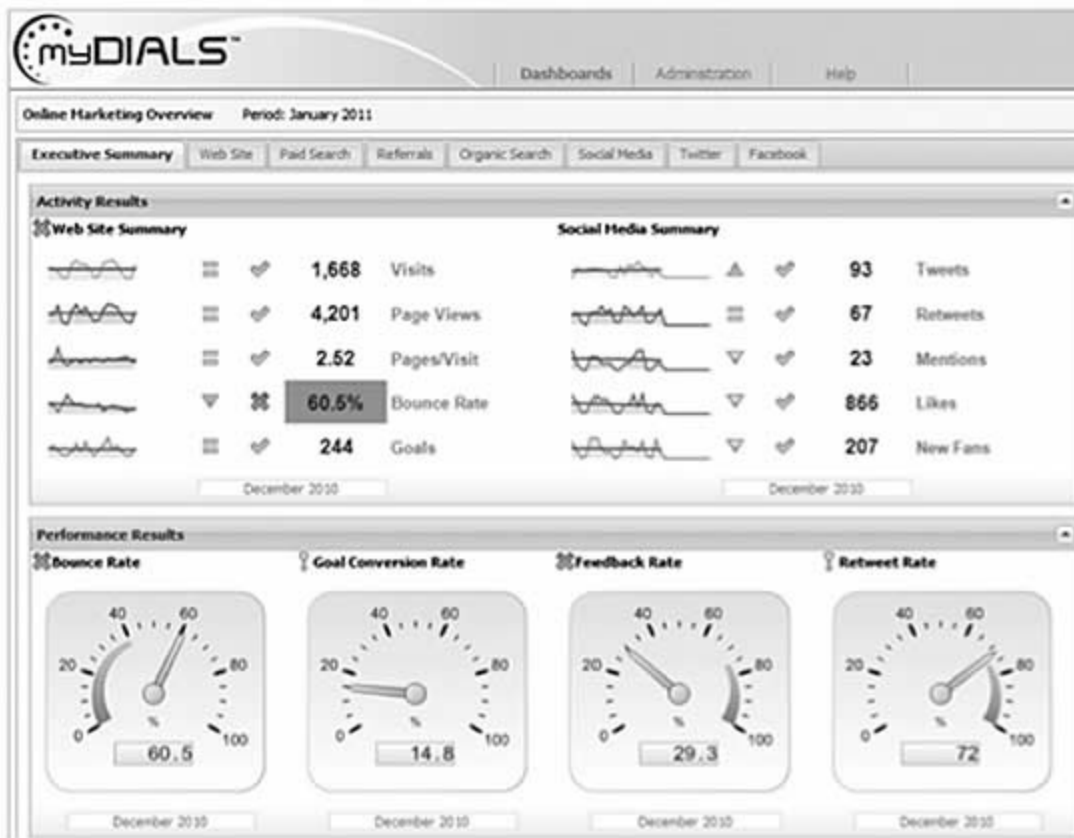 myDIALS™
Dashboards Administration Help
Online Marketing Overview Period: January 2011
Executive Summary Web Site Paid Search Referrals Organic Search Social Media Twitter Facebook
Activity Results
Web Site Summary
1,668 Visits
4,201 Page Views
2.52 Pages/Visit
60.5% Bounce Rate
244 Goals
December 2010
Social Media Summary
93 Tweets
67 Retweets
23 Mentions
866 Likes
207 New Fans
December 2010
Performance Results
Bounce Rate
0 20 40 60 80 100
%
60.5
December 2010
Goal Conversion Rate
0 20 40 60 80 100
%
14.8
December 2010
Feedback Rate
0 20 40 60 80 100
%
29.3
December 2010
Retweet Rate
0 20 40 60 80 100
%
72
December 2010